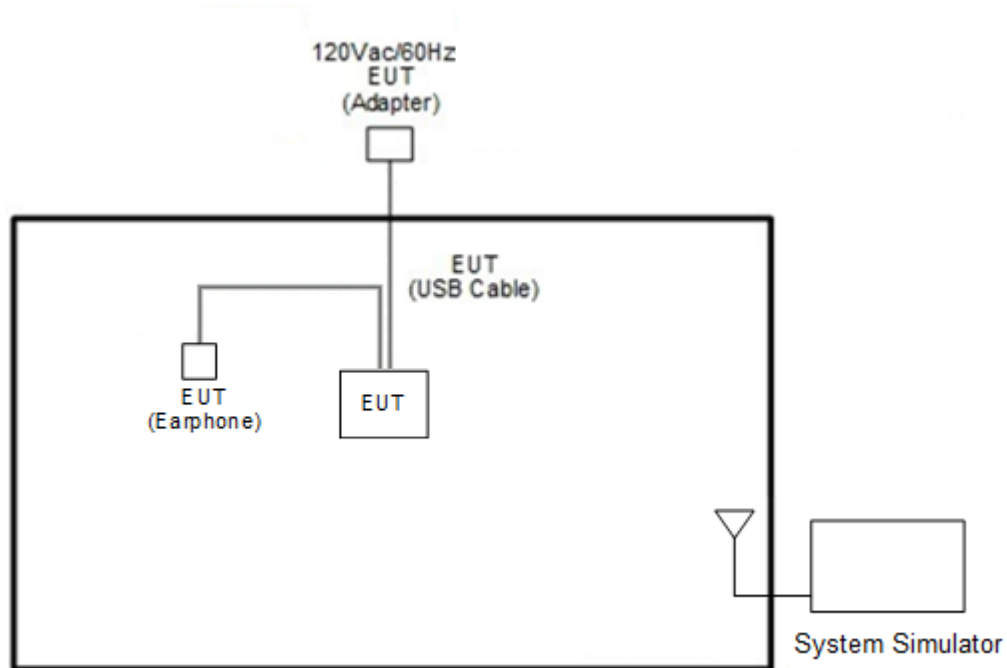 120Vac/60Hz
EUT
(Adapter)
EUT
(USB Cable)
EUT
(Earphone)
EUT
System Simulator